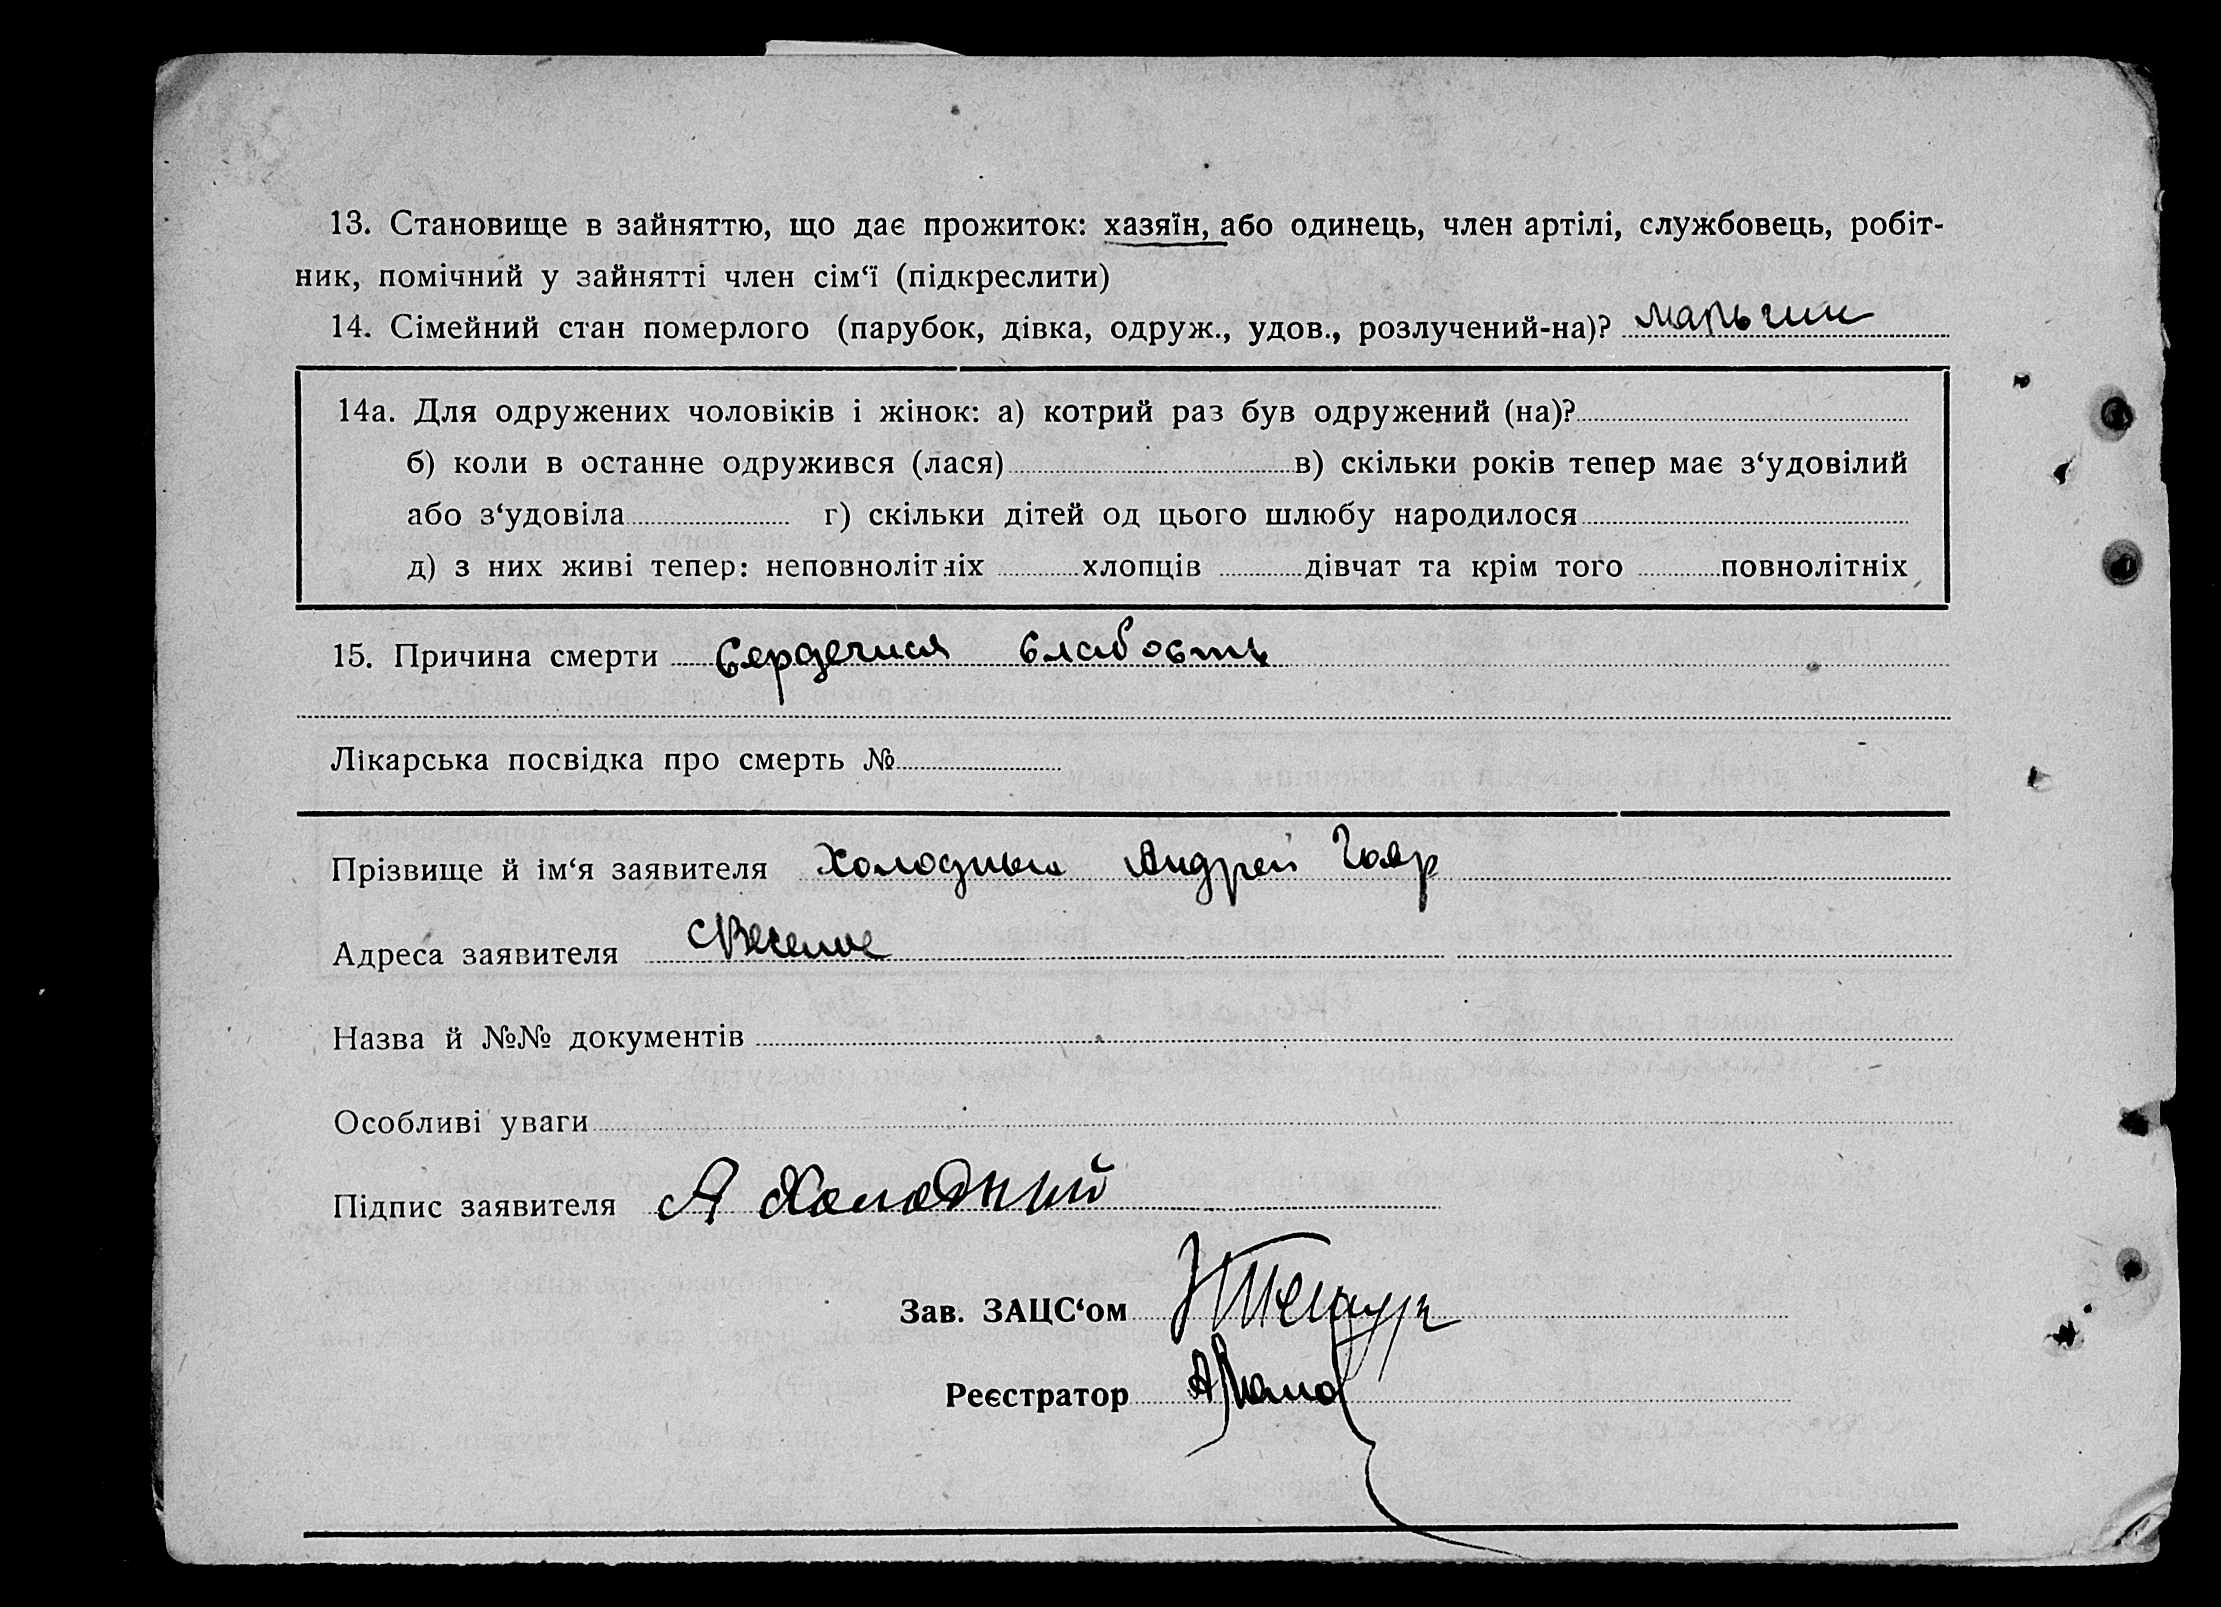 13. Становище в зайняттю, що дає прожиток: хазяїн, або одинець, член артілі, службовець, робіт-
ник, помічний у зайнятті член сім‘ї (підкреслити)
14. Сімейний стан померлого (парубок, дівка, одруж., удов., розлучений-на)?
14а. Для одружених чоловіків і жінок: а) котрий раз був одружений (на)?
б) коли в останне одружився (лася) в) скільки років тепер має з‘удовілий
або з‘удовіла г) скільки дітей од цього шлюбу народилося
д) з них живі тепер: неповнолітніх хлопців дівчат та крім того повнолітніх
15. Причина смерти Сердечная слабость
Лікарська посвідка про смерть №
Прізвище й ім‘я заявителя Холодный Андрей
Адреса заявителя с Веселое
Назва й №№ документів
Особливі уваги
Підпис заявителя А Холодный
Зав. ЗАЦС‘ом
Реєстратор